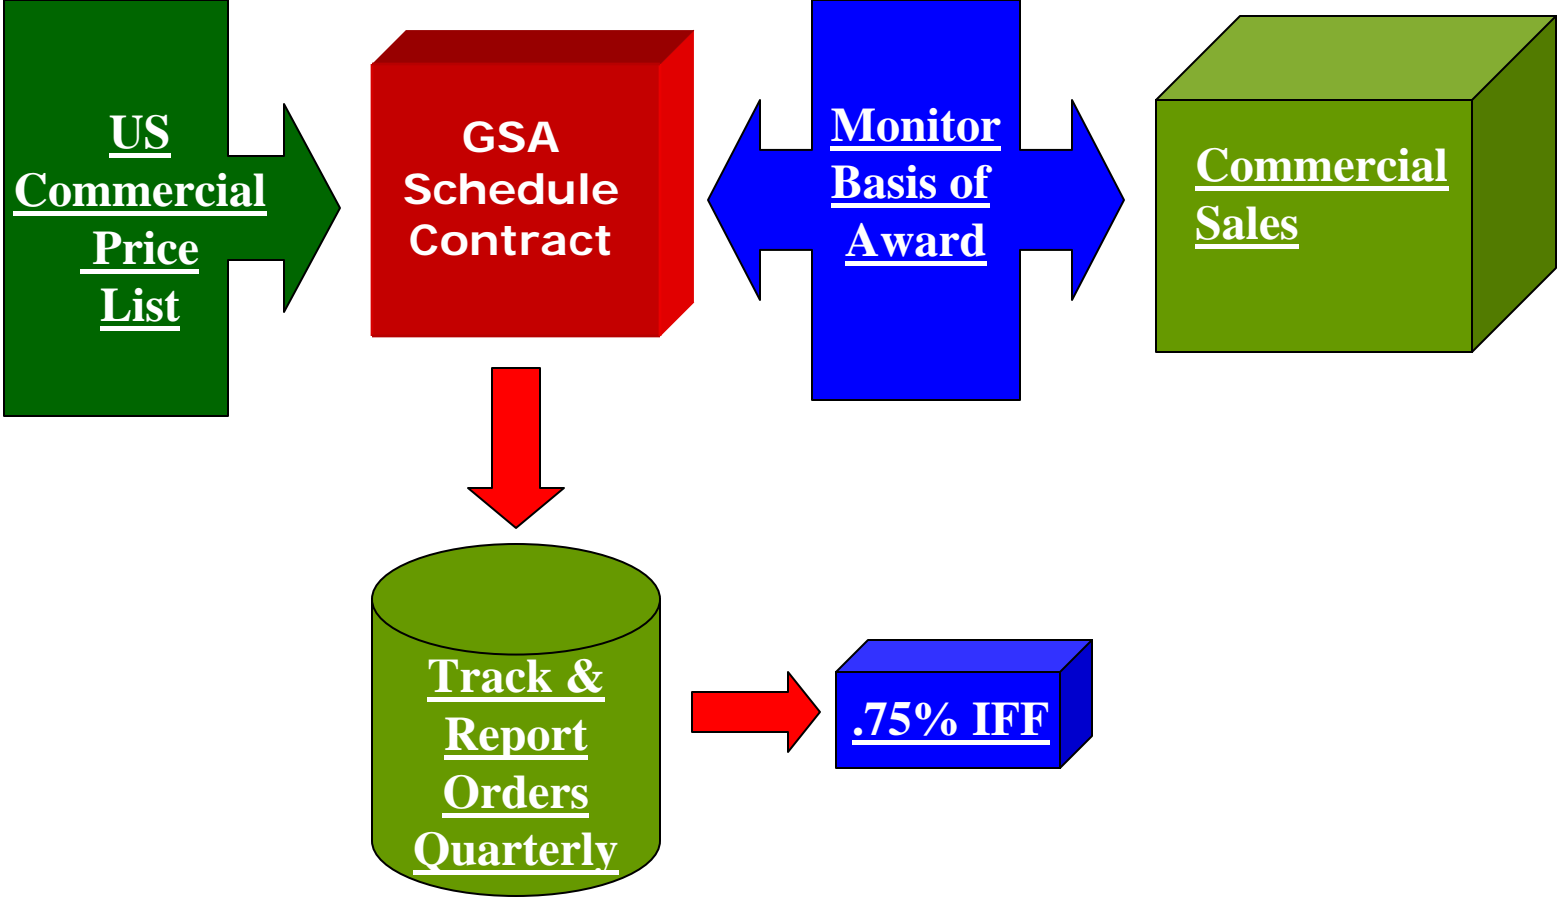 US
Commercial
Price
List
GSA
Schedule
Contract
Monitor
Basis of
Award
Commercial
Sales
Track &
Report
Orders
Quarterly
.75% IFF